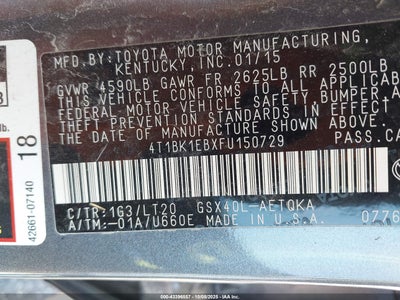 MFD.BY:TOYOTA MOTOR MANUFACTURING,
KENTUCKY,INC.01/15
GVWR 4590LB GAWR FR 2625LB RR 2500LB
THIS VEHICLE CONFORMS TO ALL APPLICABLE
FEDERAL MOTOR VEHICLE SAFETY, BUMPER, AND
THEFT PREVENTION STANDARDS IN EFFECT ON
THE DATE OF MANUFACTURE SHOWN ABOVE.
4T1BK1EBXFU150729 PASS.CA
C/TR:1G3/LT20 GSX40L-AETQKA
A/TM:-01A/U660E MADE IN U.S.A. 0776
lb.
18
42661-07140
000-43396567 - 10/09/2025 - IAA Inc.